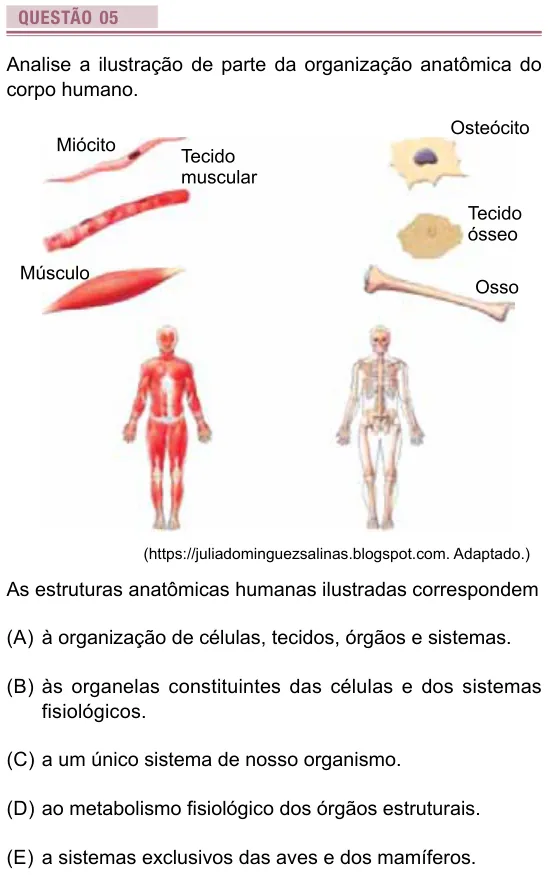 QUESTÃO 05
Analise a ilustração de parte da organização anatômica do
corpo humano.
Miócito
Tecido
muscular
Músculo
Osteócito
Tecido
ósseo
Osso
(https://juliadominguezsalinas.blogspot.com. Adaptado.)
As estruturas anatômicas humanas ilustradas correspondem
(A) à organização de células, tecidos, órgãos e sistemas.
(B) às organelas constituintes das células e dos sistemas
fisiológicos.
(C) a um único sistema de nosso organismo.
(D) ao metabolismo fisiológico dos órgãos estruturais.
(E) a sistemas exclusivos das aves e dos mamíferos.